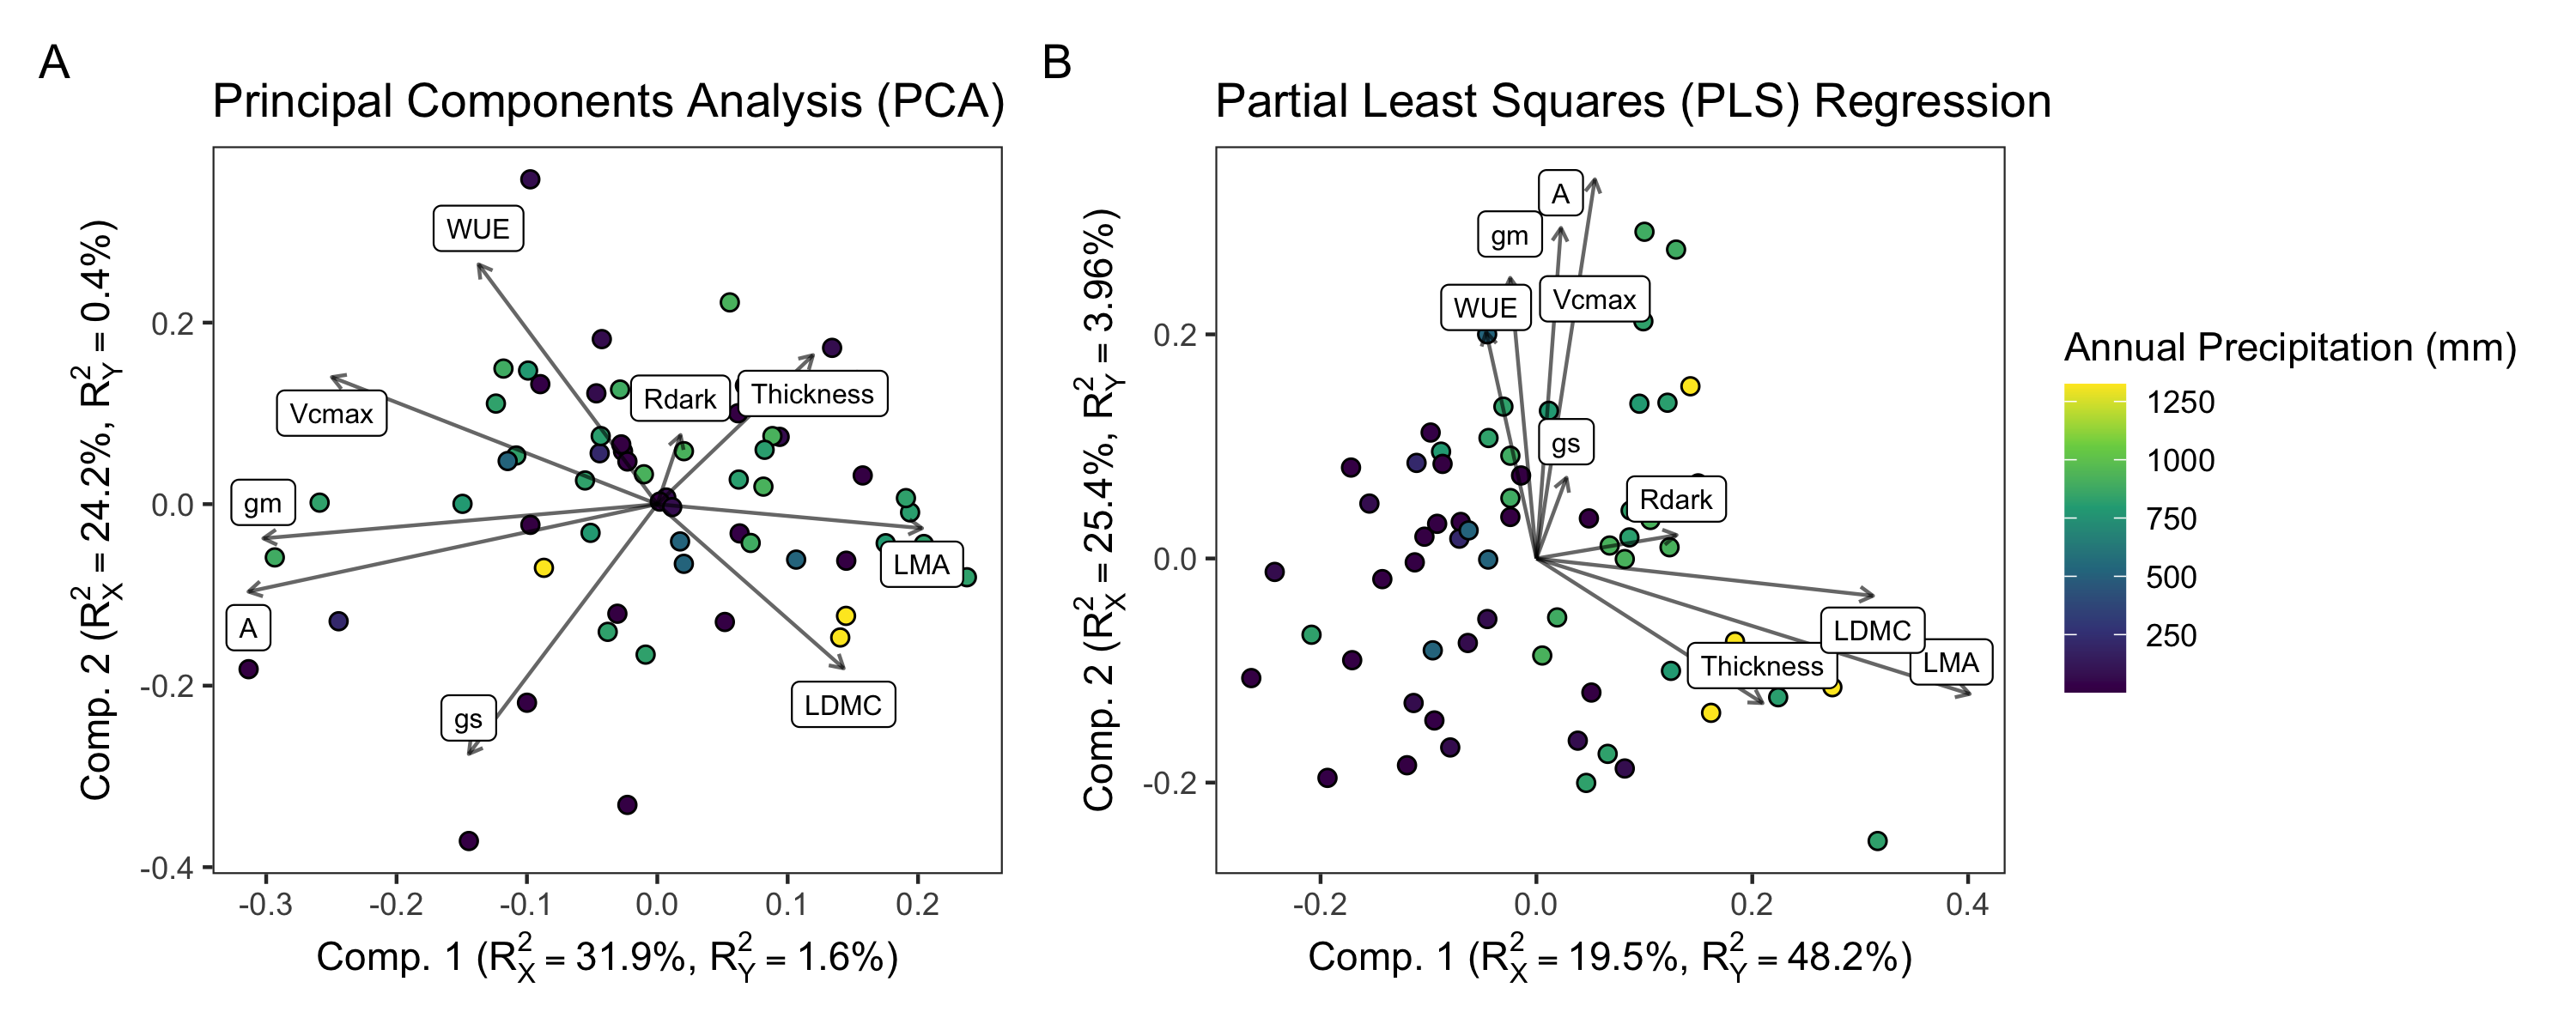 A
Principal Components Analysis (PCA)
Comp. 2 (R²X = 24.2%, R²Y = 0.4%)
0.2
0.0
-0.2
-0.4
WUE
Vcmax
Rdark
Thickness
gm
A
LMA
gs
LDMC
-0.3 -0.2 -0.1 0.0 0.1 0.2
Comp. 1 (R²X = 31.9%, R²Y = 1.6%)
B
Partial Least Squares (PLS) Regression
Comp. 2 (R²X = 25.4%, R²Y = 3.96%)
0.2
0.0
-0.2
A
gm
WUE
Vcmax
gs
Rdark
LDMC
Thickness
LMA
-0.2 0.0 0.2 0.4
Comp. 1 (R²X = 19.5%, R²Y = 48.2%)
Annual Precipitation (mm)
1250
1000
750
500
250